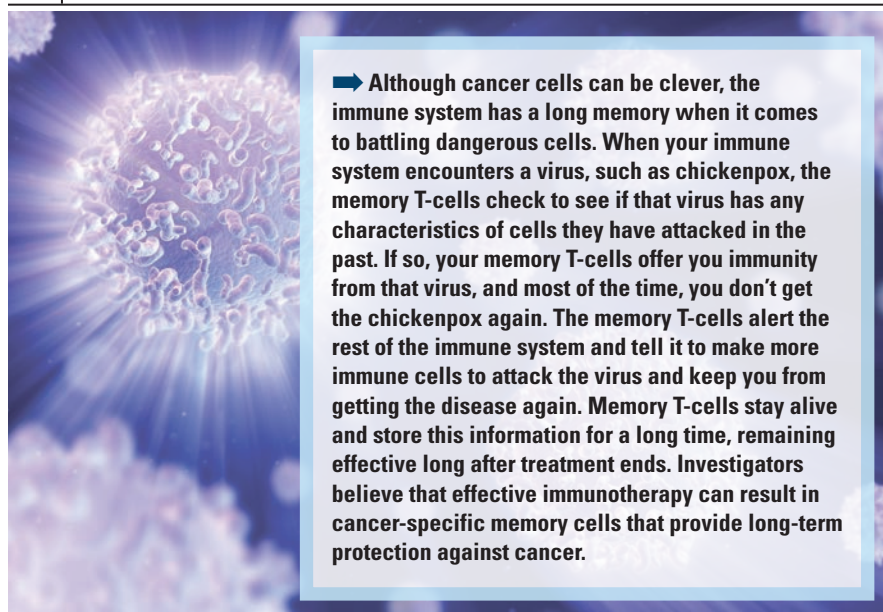 Although cancer cells can be clever, the
immune system has a long memory when it comes
to battling dangerous cells. When your immune
system encounters a virus, such as chickenpox, the
memory T-cells check to see if that virus has any
characteristics of cells they have attacked in the
past. If so, your memory T-cells offer you immunity
from that virus, and most of the time, you don’t get
the chickenpox again. The memory T-cells alert the
rest of the immune system and tell it to make more
immune cells to attack the virus and keep you from
getting the disease again. Memory T-cells stay alive
and store this information for a long time, remaining
effective long after treatment ends. Investigators
believe that effective immunotherapy can result in
cancer-specific memory cells that provide long-term
protection against cancer.